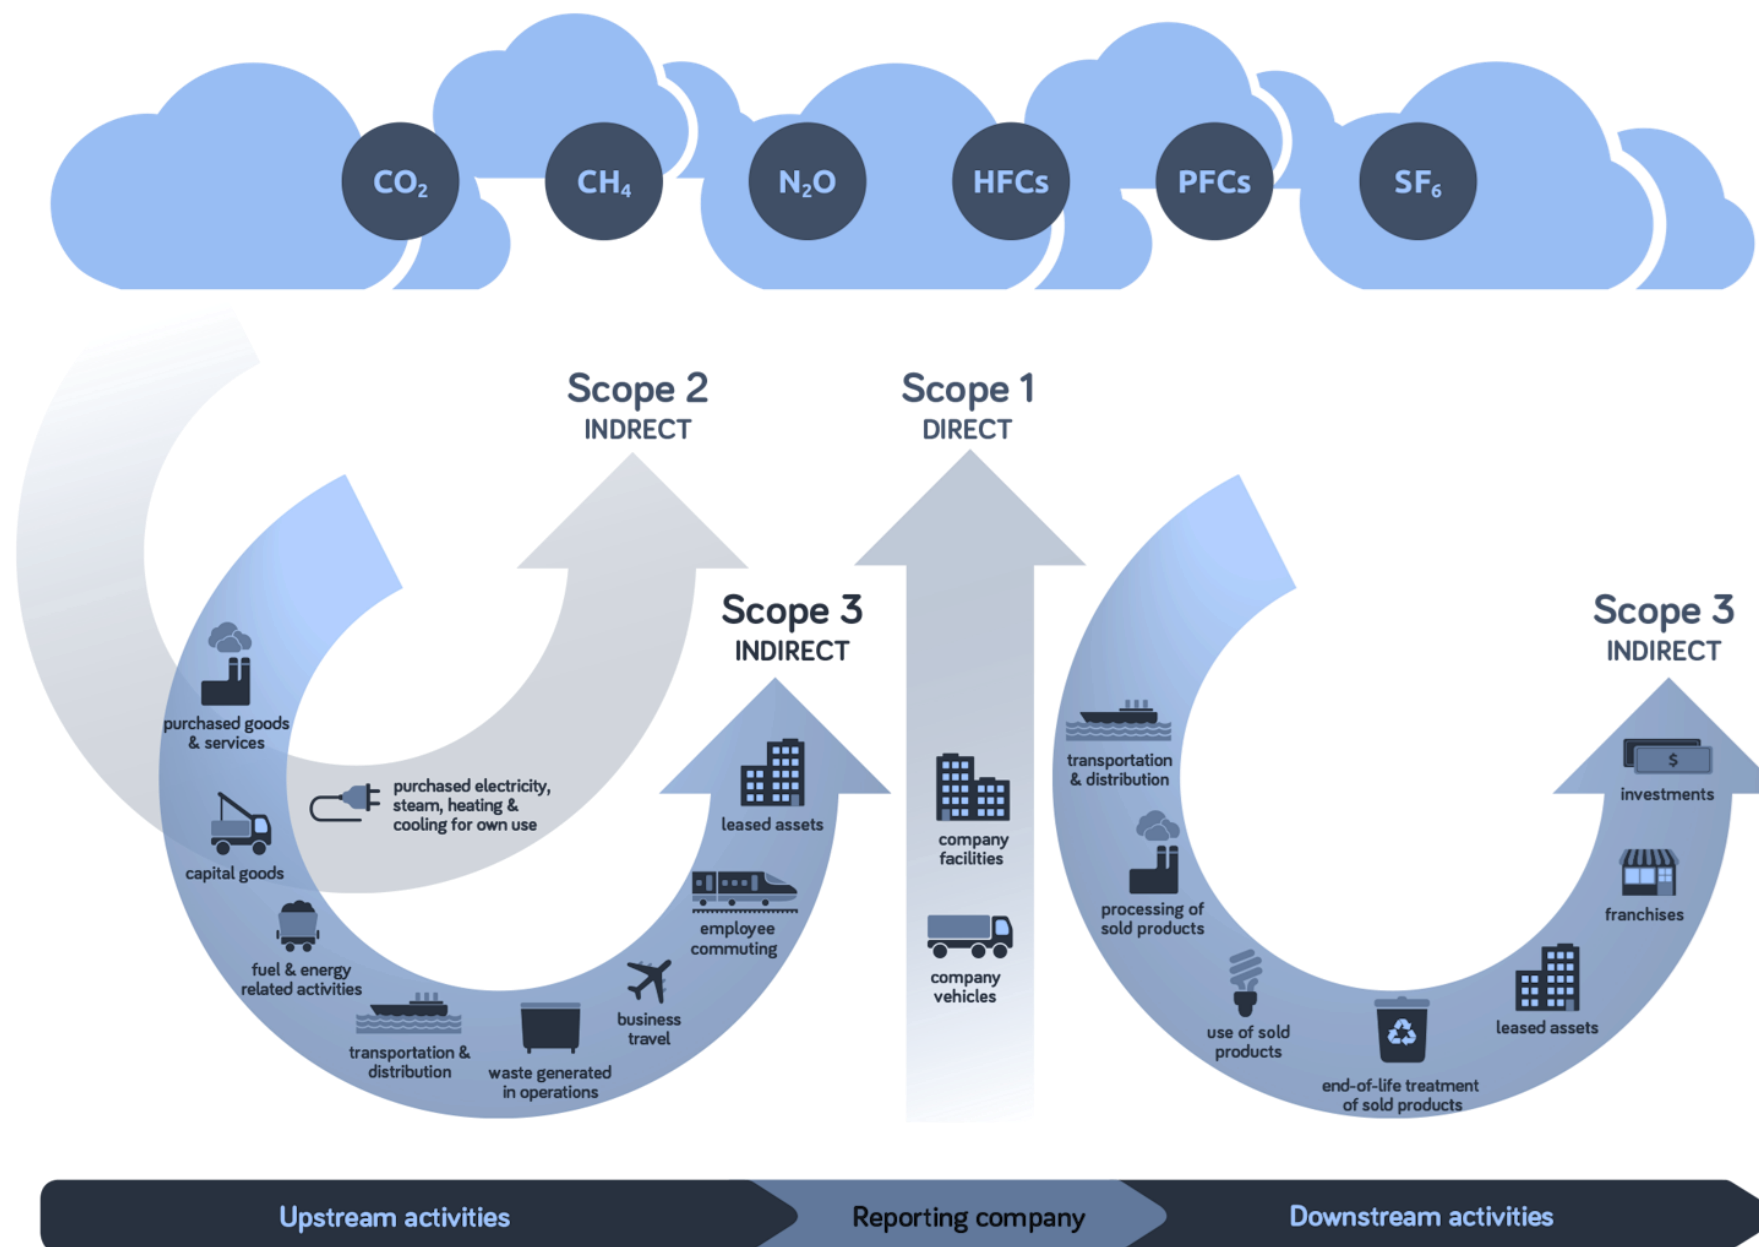 CO₂
CH₄
N₂O
HFCs
PFCs
SF₆
Scope 2
INDRECT
Scope 1
DIRECT
Scope 3
INDIRECT
Scope 3
INDIRECT
purchased goods
& services
purchased electricity,
steam, heating &
cooling for own use
capital goods
fuel & energy
related activities
transportation &
distribution
waste generated
in operations
business
travel
employee
commuting
leased assets
company
facilities
company
vehicles
transportation
& distribution
processing of
sold products
use of sold
products
end-of-life treatment
of sold products
leased assets
franchises
$
investments
Upstream activities
Reporting company
Downstream activities